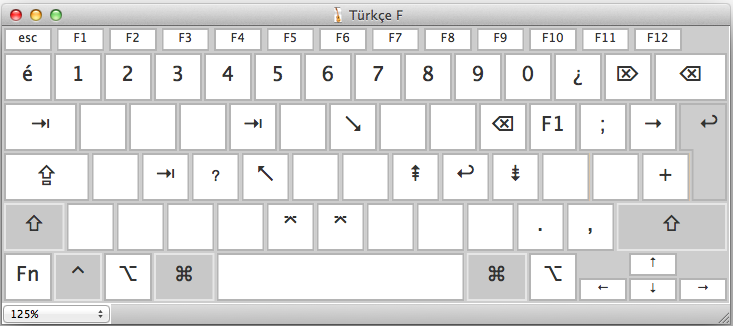 Türkçe F
esc F1 F2 F3 F4 F5 F6 F7 F8 F9 F10 F11 F12
é 1 2 3 4 5 6 7 8 9 0 ¿ ⌦ ⌫
⇥ ⇥ ↘ ⌫ F1 ; → ↩
⇪ ⇥ ? ↖ ⇞ ↩ ⇟ +
⇧ ⌤ ⌤ . , ⇧
Fn ⌃ ⌥ ⌘ ⌘ ⌥ ↑
← ↓ →
125%